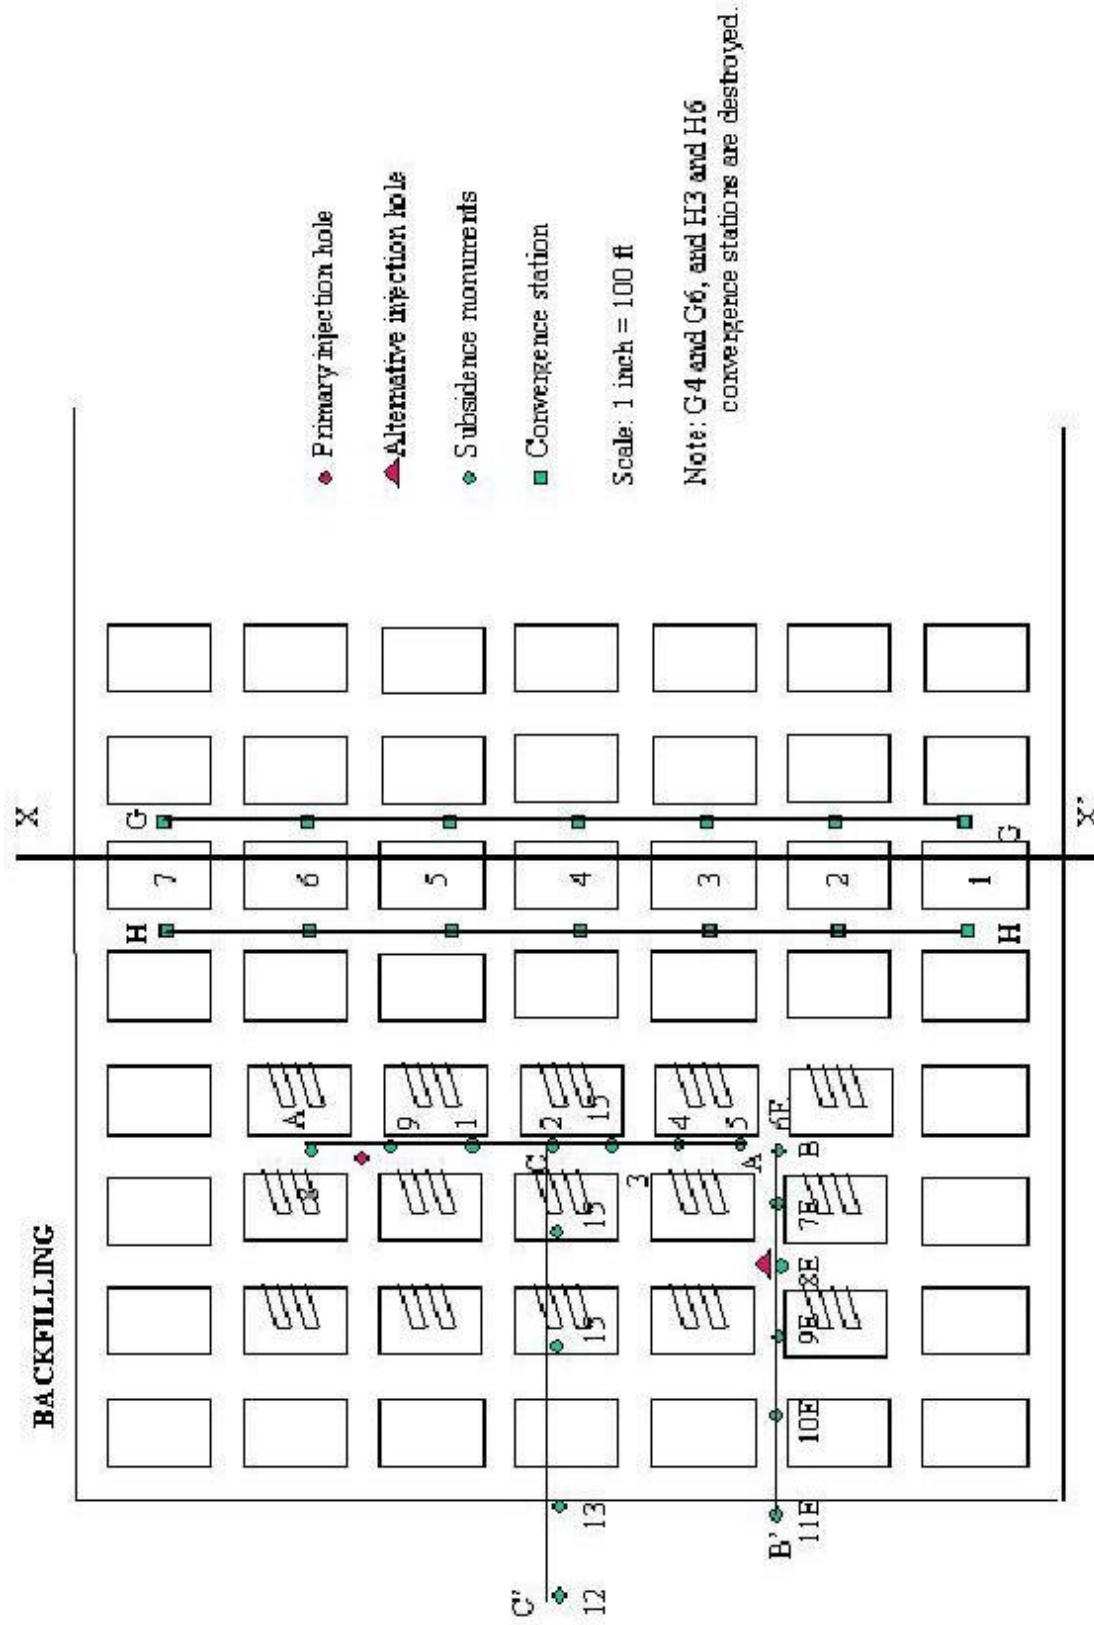 BACKFILLING
X
H
G
7
6
5
4
3
2
1
H
G
X'
A
8
9
1
C"
C
2
15
15
15
13
12
3
4
A
5
B'
B
11E
10E
9E
8E
7E
6E
Primary injection hole
Alternative injection hole
Subsidence monuments
Convergence station
Scale: 1 inch = 100 ft
Note: G4 and G6, and H3 and H6
convergence stations are destroyed.